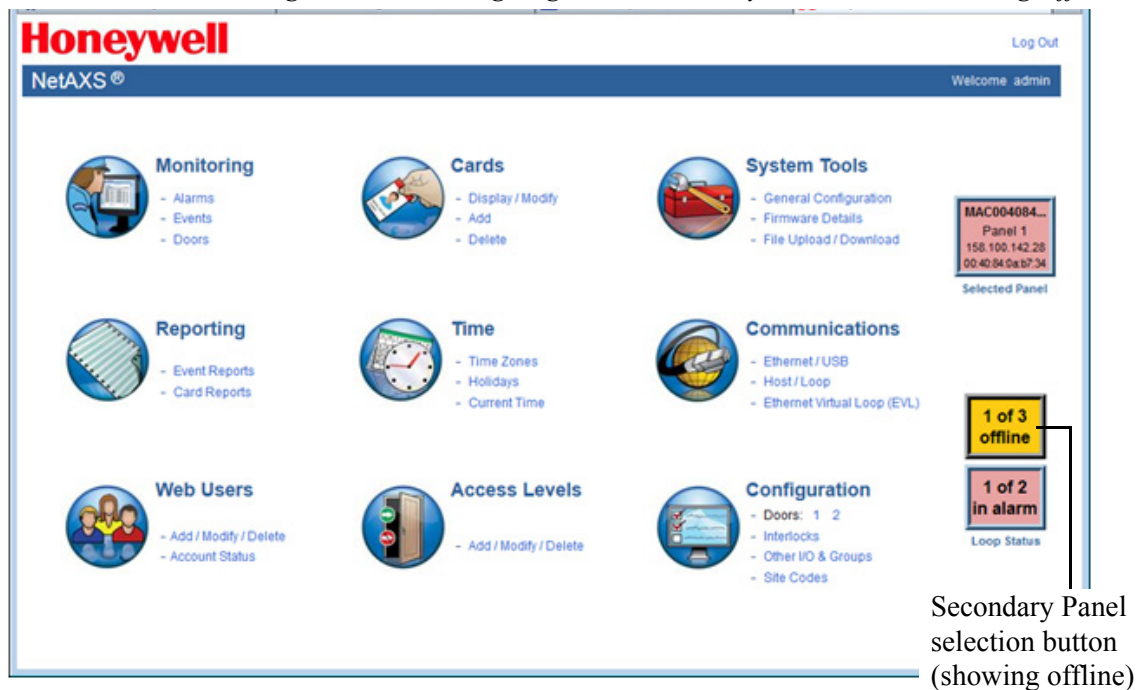 Honeywell
Log Out
NetAXS ®
Welcome admin
Monitoring
- Alarms
- Events
- Doors
Cards
- Display / Modify
- Add
- Delete
System Tools
- General Configuration
- Firmware Details
- File Upload / Download
MAC004084...
Panel 1
158.100.142.28
00:40:84:0a:b7:34
Selected Panel
Reporting
- Event Reports
- Card Reports
Time
- Time Zones
- Holidays
- Current Time
Communications
- Ethernet / USB
- Host / Loop
- Ethernet Virtual Loop (EVL)
1 of 3
offline
1 of 2
in alarm
Loop Status
Web Users
- Add / Modify / Delete
- Account Status
Access Levels
- Add / Modify / Delete
Configuration
- Doors: 1 2
- Interlocks
- Other I/O & Groups
- Site Codes
Secondary Panel
selection button
(showing offline)